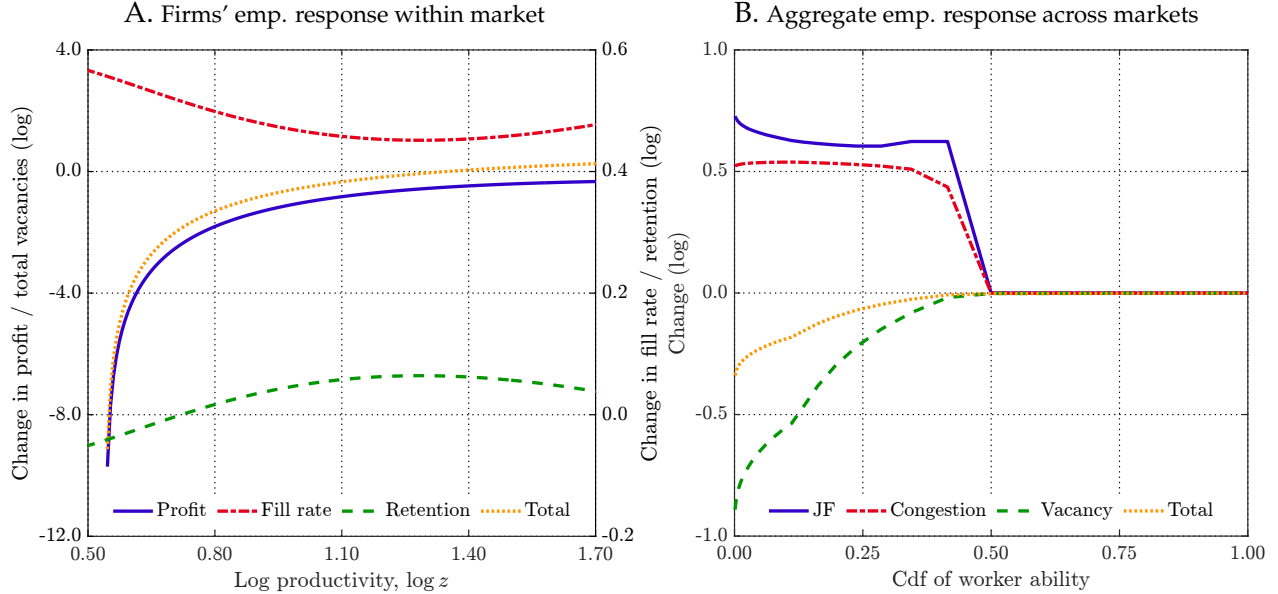 A. Firms' emp. response within market
Change in profit / total vacancies (log)
4.0
0.0
-4.0
-8.0
-12.0
0.6
0.4
0.2
0.0
-0.2
Change in fill rate / retention (log)
Profit Fill rate Retention Total
0.50 0.80 1.10 1.40 1.70
Log productivity, log z
B. Aggregate emp. response across markets
Change (log)
1.0
0.5
0.0
-0.5
-1.0
JF Congestion Vacancy Total
0.00 0.25 0.50 0.75 1.00
Cdf of worker ability